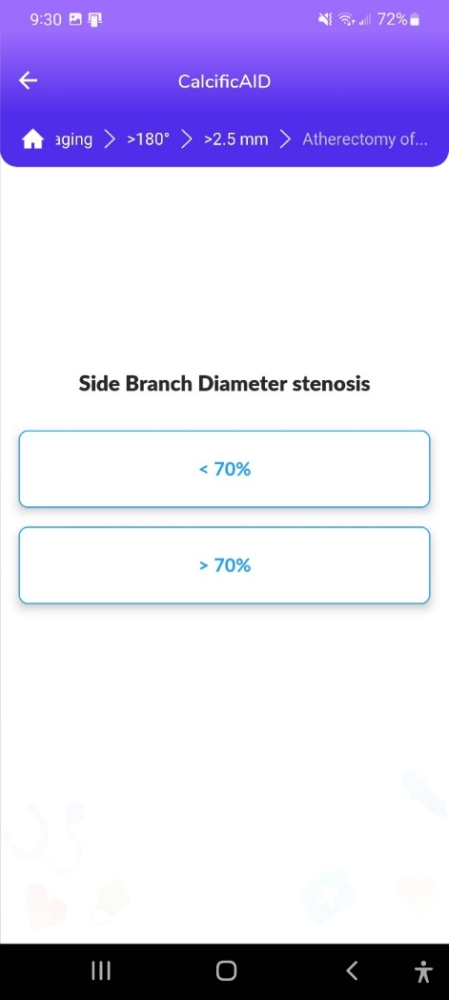 9:30 72%
CalcificAID
aging >180° >2.5 mm Atherectomy of...
Side Branch Diameter stenosis
< 70%
> 70%